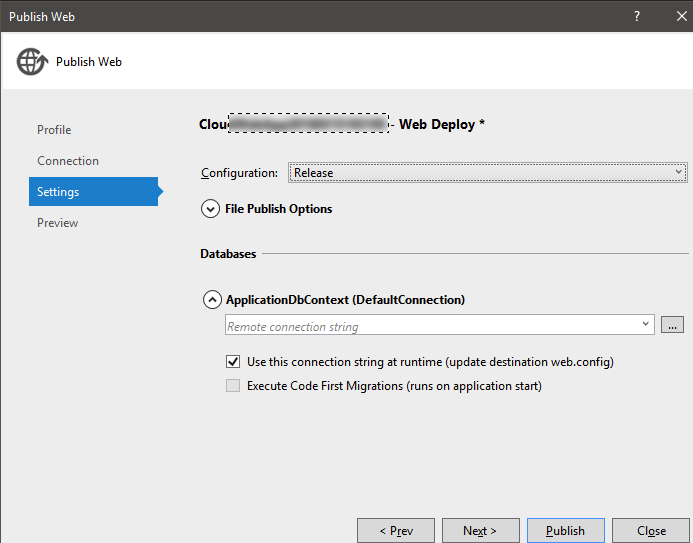 Publish Web
?
Publish Web
Profile
Connection
Settings
Preview
- Web Deploy *
Configuration: Release
File Publish Options
Databases
ApplicationDbContext (DefaultConnection)
Remote connection string
...
Use this connection string at runtime (update destination web.config)
Execute Code First Migrations (runs on application start)
< Prev Next > Publish Close